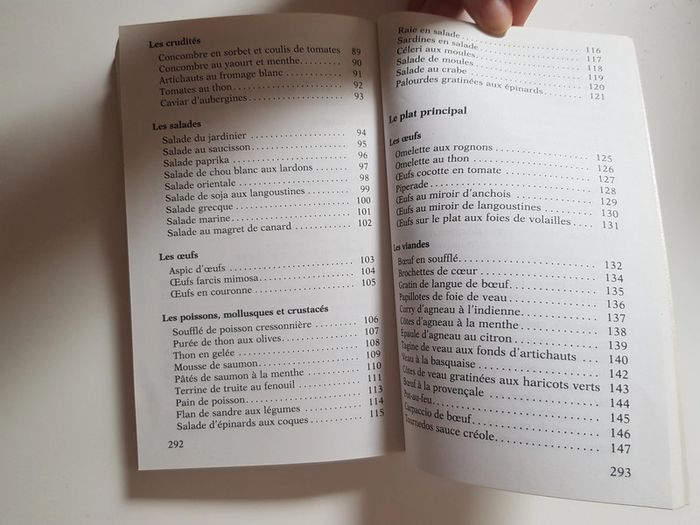 Les crudités
Concombre en sorbet et coulis de tomates 89
Concombre au yaourt et menthe 90
Artichauts au fromage blanc 91
Tomates au thon 92
Caviar d'aubergines 93
Les salades
Salade du jardinier 94
Salade au saucisson 95
Salade paprika 96
Salade de chou blanc aux lardons 97
Salade orientale 98
Salade de soja aux langoustines 99
Salade grecque 100
Salade marine 101
Salade au magret de canard 102
Les œufs
Aspic d'œufs 103
Œufs farcis mimosa 104
Œufs en couronne 105
Les poissons, mollusques et crustacés
Soufflé de poisson cressonnière 106
Purée de thon aux olives 107
Thon en gelée 108
Mousse de saumon 109
Pâtés de saumon à la menthe 110
Terrine de truite au fenouil 111
Pain de poisson 113
Flan de sandre aux légumes 114
Salade d'épinards aux coques 115
292
Raie en salade 116
Sardines en salade 117
Céleri aux moules 118
Salade de moules 119
Salade au crabe 120
Palourdes gratinées aux épinards 121
Le plat principal
Les œufs
Omelette aux rognons 125
Omelette au thon 126
Œufs cocotte en tomate 127
Piperade 128
Œufs au miroir d'anchois 129
Œufs au miroir de langoustines 130
Œufs sur le plat aux foies de volailles 131
Les viandes
Bœuf en soufflé 132
Brochettes de cœur 134
Gratin de langue de bœuf 135
Papillotes de foie de veau 136
Curry d'agneau à l'indienne 137
Côtes d'agneau à la menthe 138
Épaule d'agneau au citron 139
Tagine de veau aux fonds d'artichauts 140
Veau à la basquaise 142
Côtes de veau gratinées aux haricots verts 143
Bœuf à la provençale 144
Pot-au-feu 145
Carpaccio de bœuf 146
Tournedos sauce créole 147
293